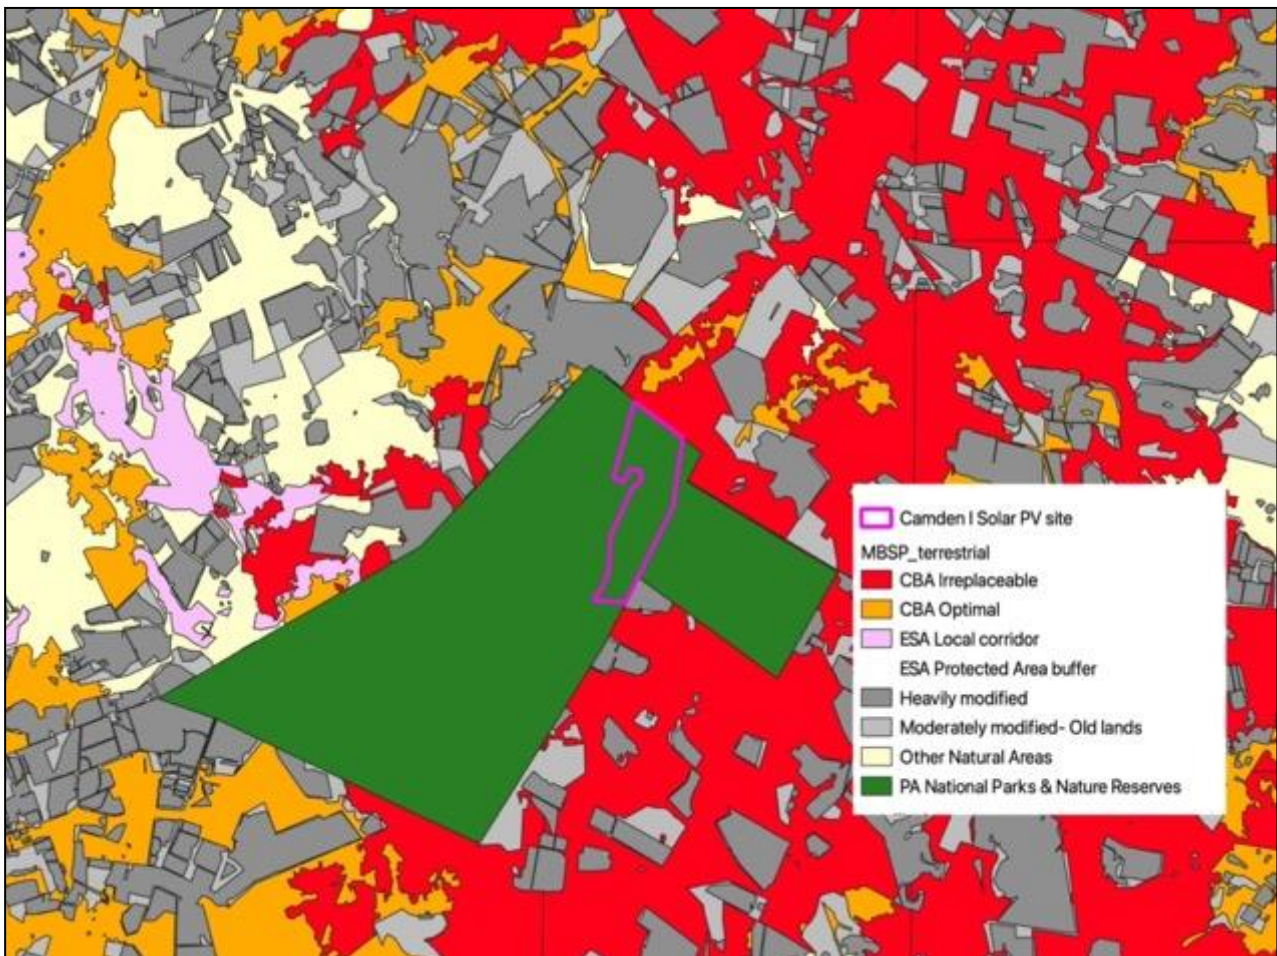 Camden I Solar PV site
MBSP_terrestrial
CBA Irreplaceable
CBA Optimal
ESA Local corridor
ESA Protected Area buffer
Heavily modified
Moderately modified- Old lands
Other Natural Areas
PA National Parks & Nature Reserves